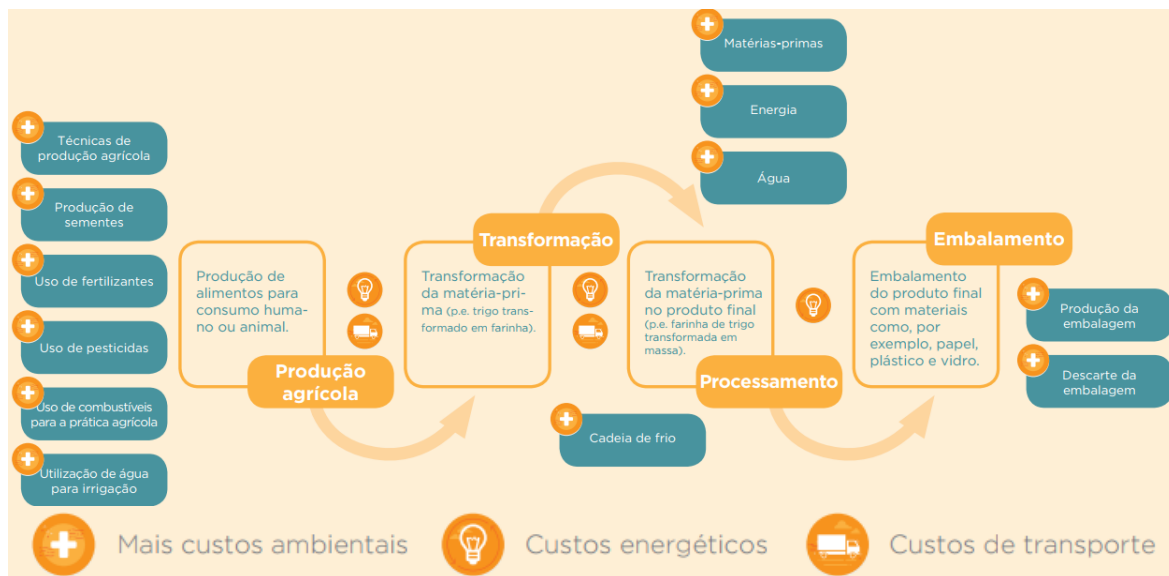 Técnicas de
produção agrícola
Produção de
sementes
Uso de fertilizantes
Uso de pesticidas
Uso de combustíveis
para a prática agrícola
Utilização de água
para irrigação
Produção de
alimentos para
consumo huma-
no ou animal.
Produção
agrícola
Transformação
Transformação
da matéria-pri-
ma (p.e. trigo trans-
formado em farinha).
Matérias-primas
Energia
Água
Transformação
da matéria-prima
no produto final
(p.e. farinha de trigo
transformada em
massa).
Processamento
Cadeia de frio
Embalamento
Embalamento
do produto final
com materiais
como, por
exemplo, papel,
plástico e vidro.
Produção da
embalagem
Descarte da
embalagem
Mais custos ambientais
Custos energéticos
Custos de transporte